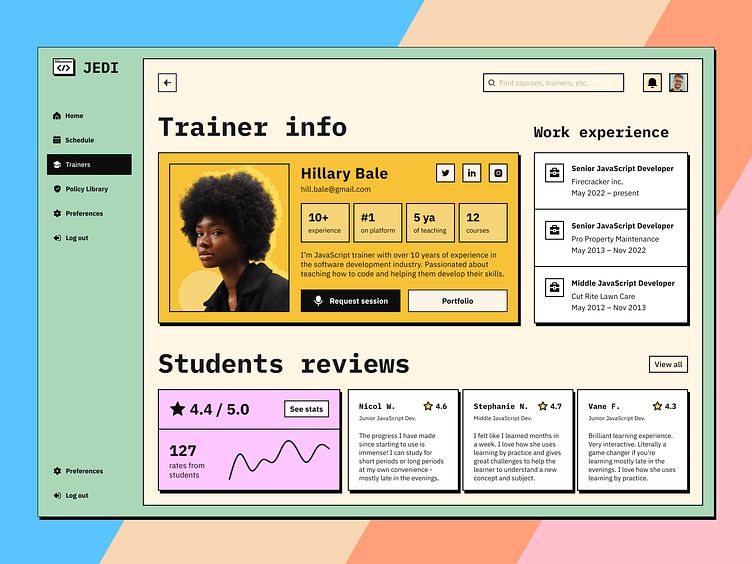 JEDI
Home
Schedule
Trainers
Policy Library
Preferences
Log out
Preferences
Log out
Find courses, trainers, etc.
Trainer info
Hillary Bale
hill.bale@gmail.com
10+
experience
#1
on platform
5 ya
of teaching
12
courses
I'm JavaScript trainer with over 10 years of experience in
the software development industry. Passionated about
teaching how to code and helping them develop their skills.
Request session
Portfolio
Work experience
Senior JavaScript Developer
Firecracker inc.
May 2022 – present
Senior JavaScript Developer
Pro Property Maintenance
May 2013 – Nov 2022
Middle JavaScript Developer
Cut Rite Lawn Care
May 2012 – Nov 2013
Students reviews
View all
4.4 / 5.0
See stats
127
rates from
students
Nicol W.
4.6
Junior JavaScript Dev.
The progress I have made
since starting to use is
immense! I can study for
short periods or long periods
at my own convenience -
mostly late in the evenings.
Stephanie N.
4.7
Middle JavaScript Dev.
I felt like I learned months in
a week. I love how she uses
learning by practice and gives
great challenges to help the
learner to understand a new
concept and subject.
Vane F.
4.3
Junior JavaScript Dev.
Brilliant learning experience.
Very interactive. Literally a
game changer if you're
learning mostly late in the
evenings. I love how she uses
learning by practice.